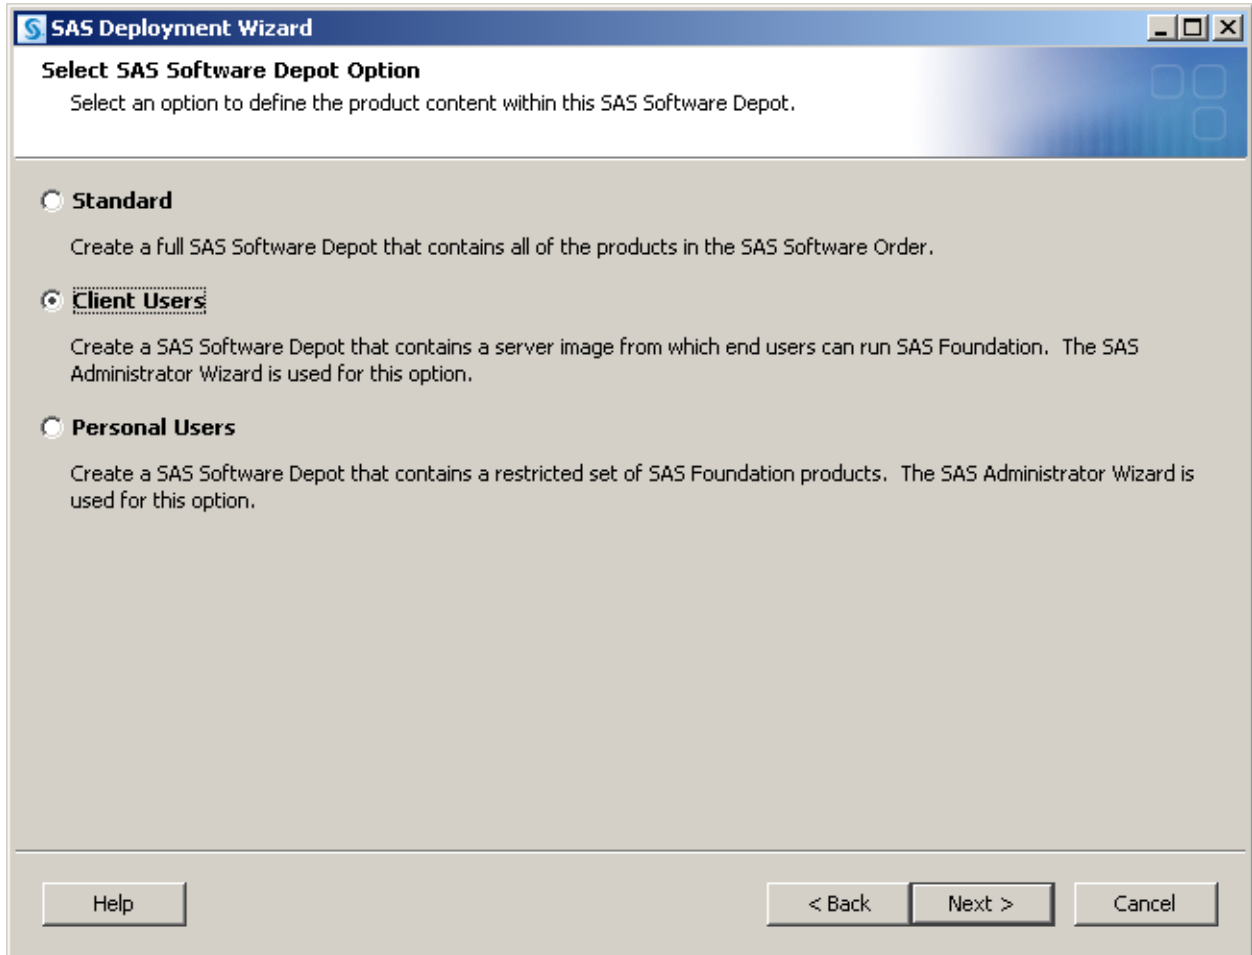 SAS Deployment Wizard
Select SAS Software Depot Option
Select an option to define the product content within this SAS Software Depot.
Standard
Create a full SAS Software Depot that contains all of the products in the SAS Software Order.
Client Users
Create a SAS Software Depot that contains a server image from which end users can run SAS Foundation.  The SAS
Administrator Wizard is used for this option.
Personal Users
Create a SAS Software Depot that contains a restricted set of SAS Foundation products.  The SAS Administrator Wizard is
used for this option.
Help
< Back
Next >
Cancel